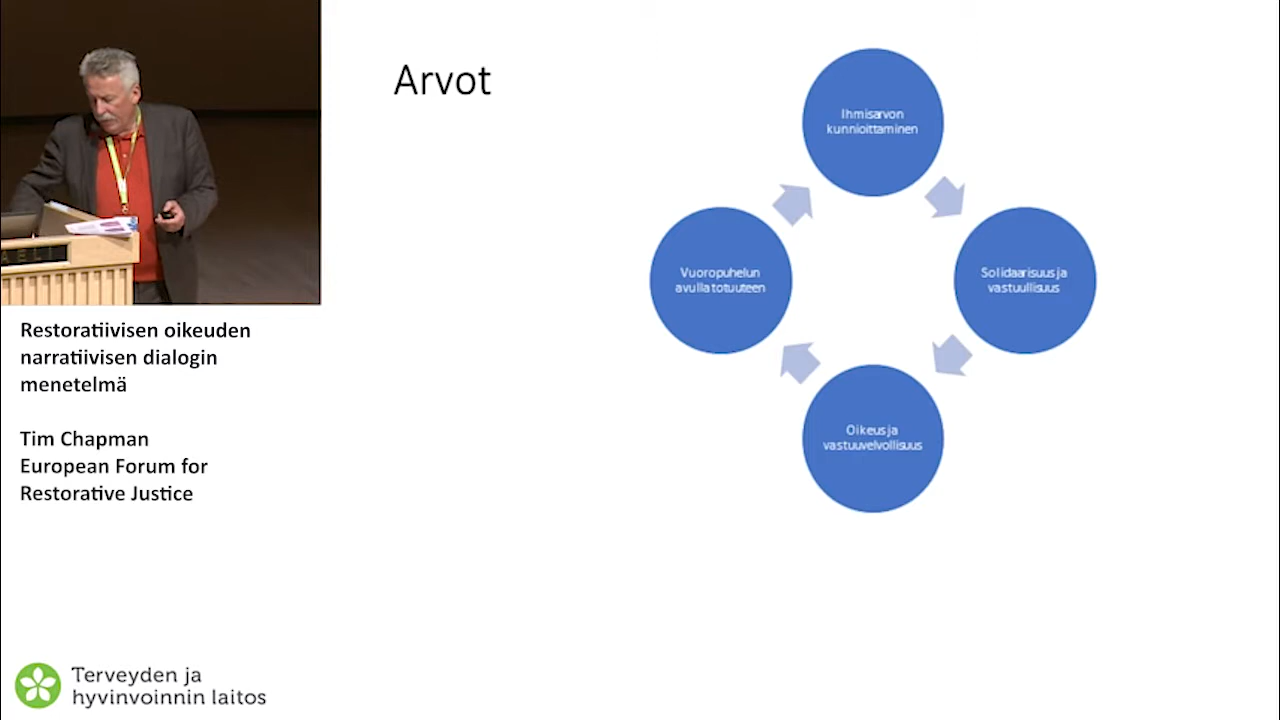 Arvot
Ihmisarvon
kunnioittaminen
Solidaarisuus ja
vastuullisuus
Oikeus ja
vastuuvelvollisuus
Vuoropuhelun
avulla totuuteen
Restoratiivisen oikeuden
narratiivisen dialogin
menetelmä
Tim Chapman
European Forum for
Restorative Justice
Terveyden ja
hyvinvoinnin laitos